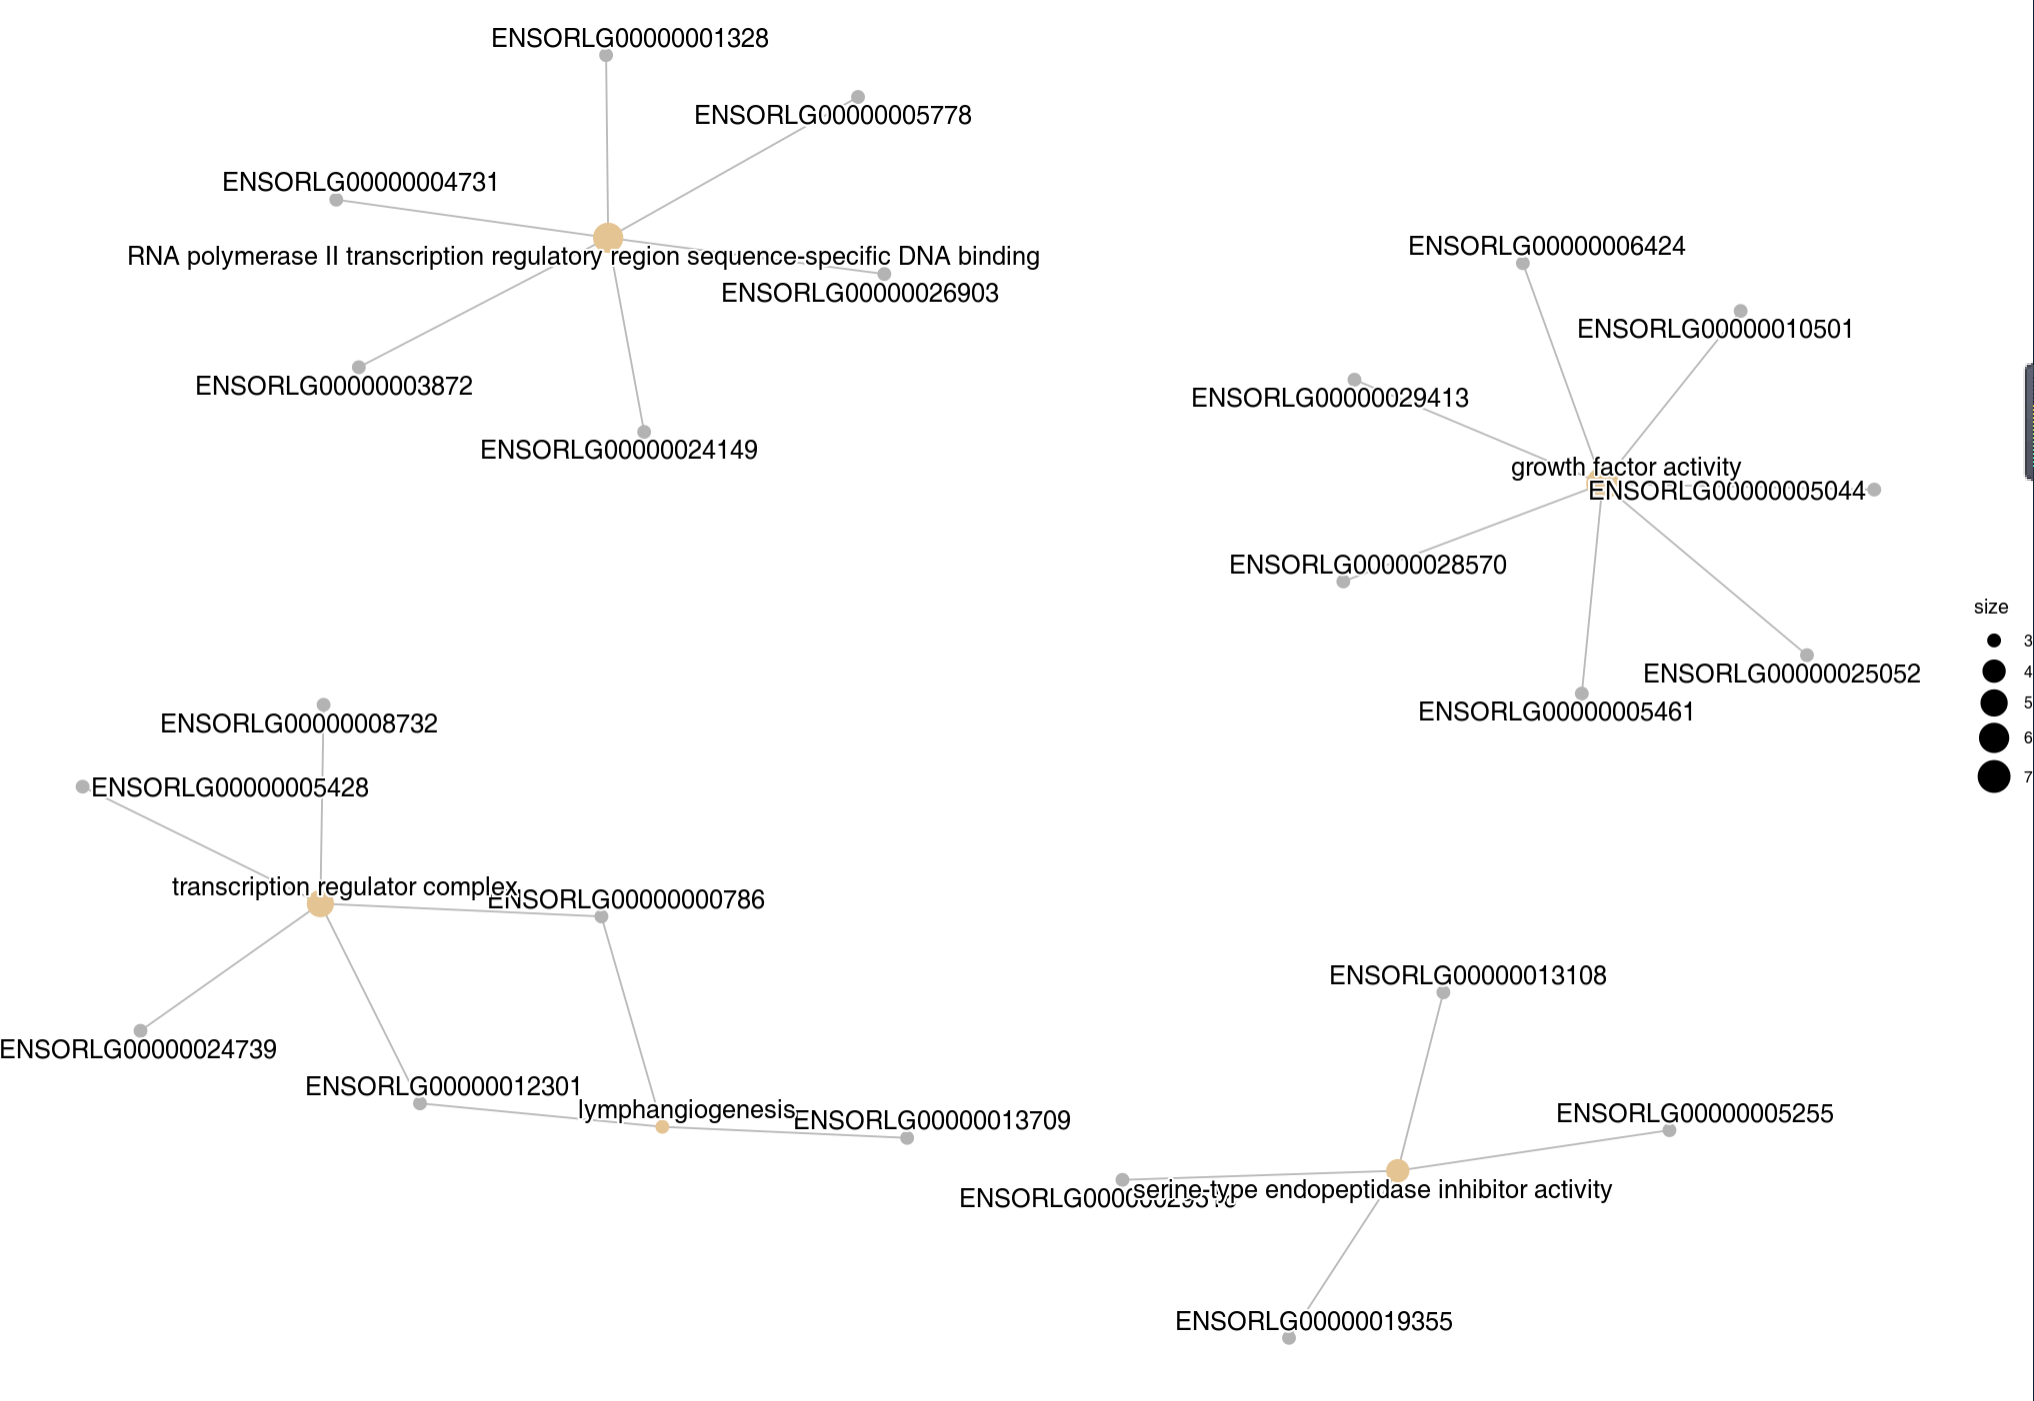 ENSORLG00000001328
ENSORLG00000005778
ENSORLG00000004731
RNA polymerase II transcription regulatory region sequence-specific DNA binding
ENSORLG00000026903
ENSORLG00000003872
ENSORLG00000024149
ENSORLG00000006424
ENSORLG00000010501
ENSORLG00000029413
growth factor activity
ENSORLG00000005044
ENSORLG00000028570
ENSORLG00000025052
ENSORLG00000005461
size
3
4
5
6
7
ENSORLG00000008732
ENSORLG00000005428
transcription regulator complex
ENSORLG00000000786
ENSORLG00000024739
ENSORLG00000012301
lymphangiogenesis
ENSORLG00000013709
ENSORLG00000013108
ENSORLG00000005255
serine-type endopeptidase inhibitor activity
ENSORLG00000019355